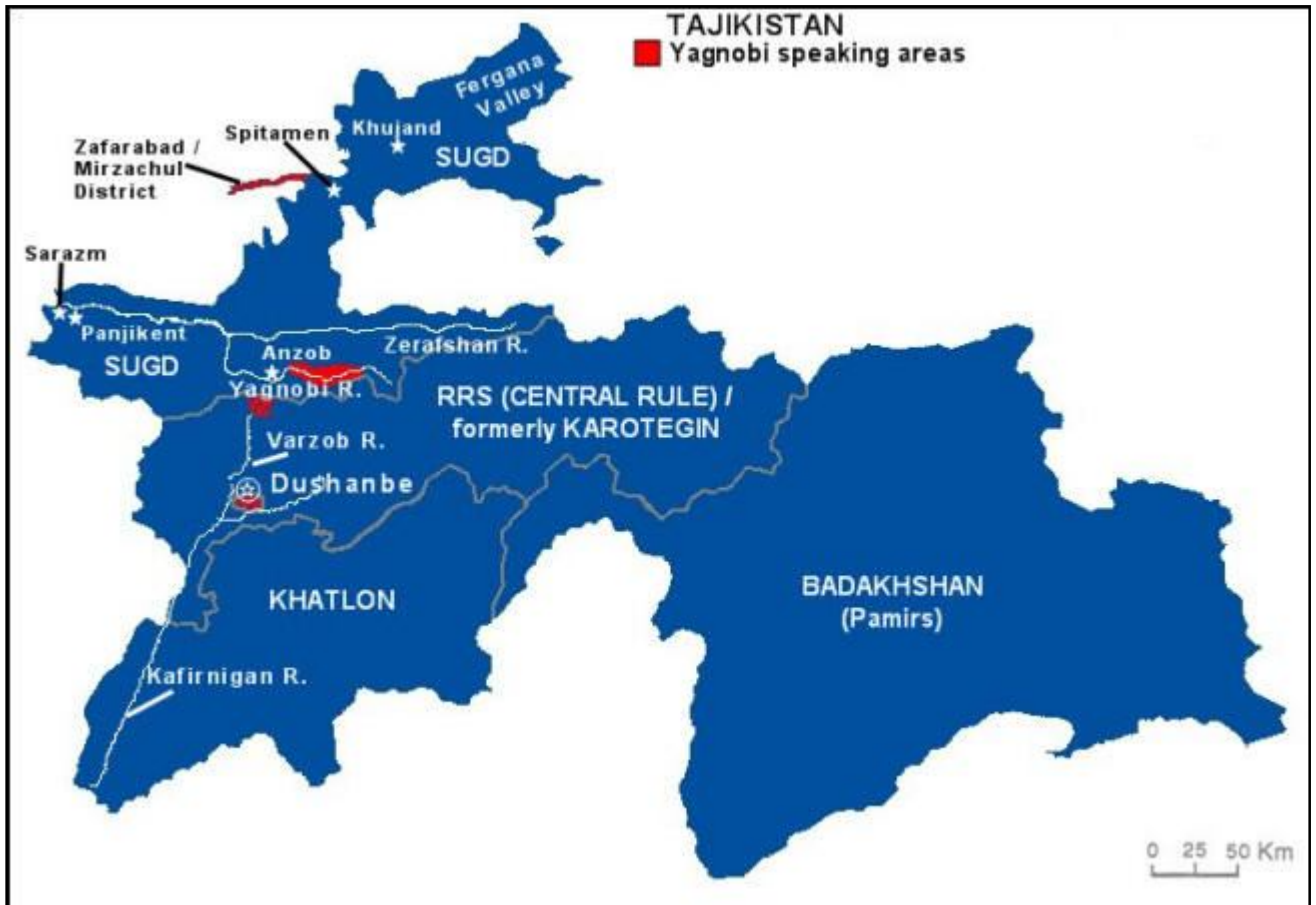 TAJIKISTAN
Yagnobi speaking areas
Fergana
Valley
Khujand
SUGD
Spitamen
Zafarabad /
Mirzachul
District
Sarazm
Panjikent
SUGD
Anzob
Zerafshan R.
Yagnobi R.
RRS (CENTRAL RULE) /
formerly KAROTEGIN
Varzob R.
Dushanbe
KHATLON
BADAKHSHAN
(Pamirs)
Kafirnigan R.
0 25 50 Km